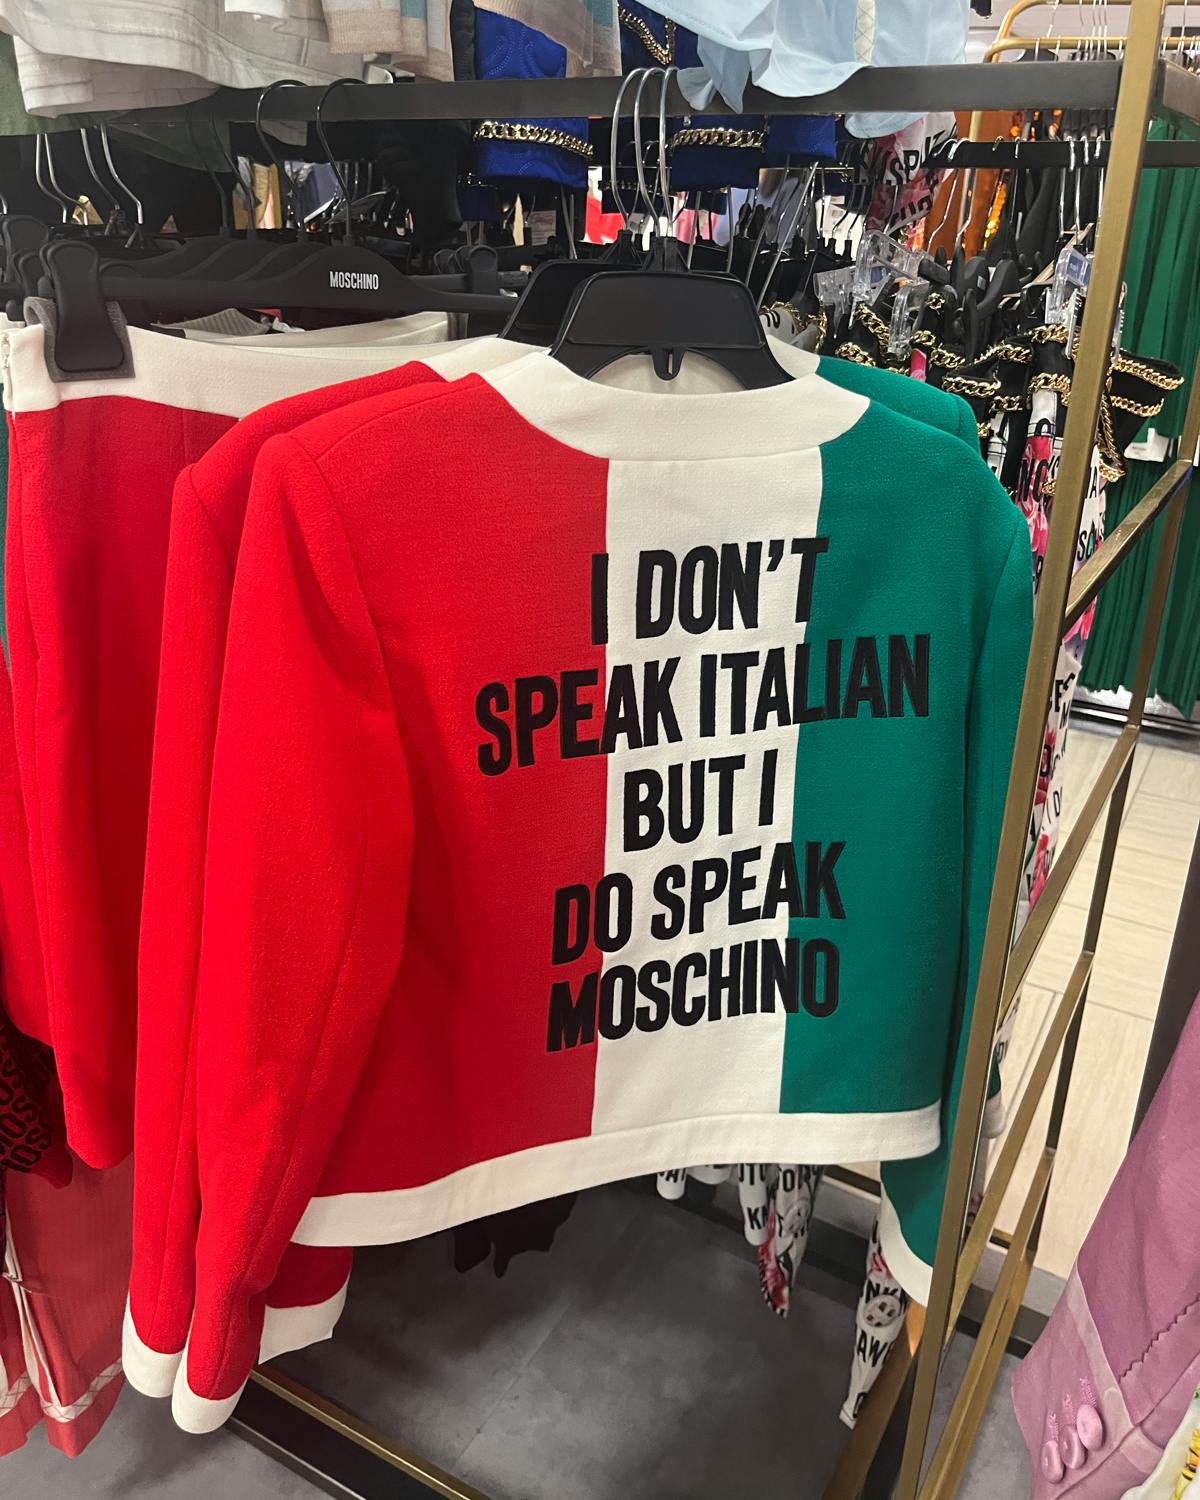 MOSCHINO
I DON'T
SPEAK ITALIAN
BUT I
DO SPEAK
MOSCHINO